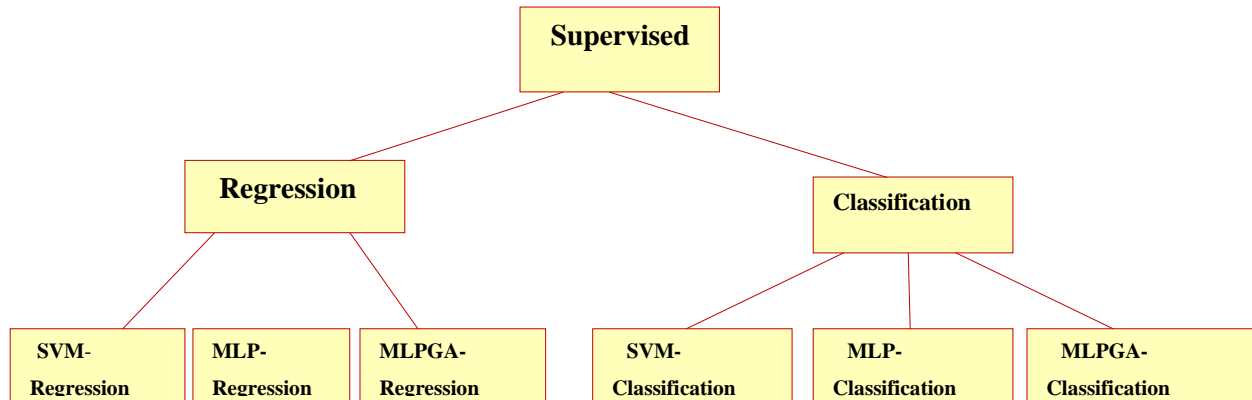 Supervised
Regression
Classification
SVM-
Regression
MLP-
Regression
MLPGA-
Regression
SVM-
Classification
MLP-
Classification
MLPGA-
Classification